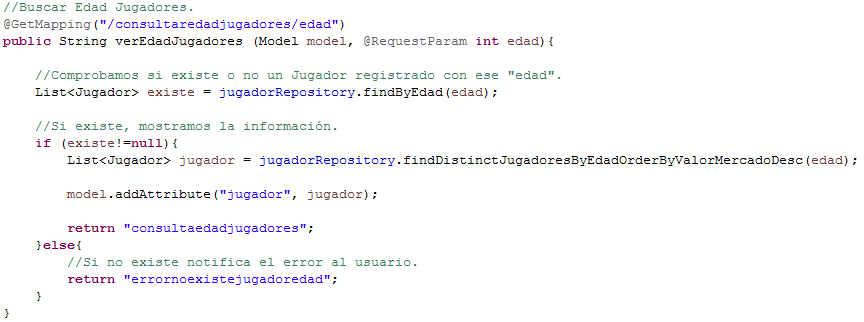 //Buscar Edad Jugadores.
@GetMapping("/consultaredadjugadores/edad")
public String verEdadJugadores (Model model, @RequestParam int edad){
//Comprobamos si existe o no un Jugador registrado con ese "edad".
List<Jugador> existe = jugadorRepository.findByEdad(edad);
//Si existe, mostramos la información.
if (existe!=null){
List<Jugador> jugador = jugadorRepository.findDistinctJugadoresByEdadOrderByValorMercadoDesc(edad);
model.addAttribute("jugador", jugador);
return "consultaedadjugadores";
}else{
//Si no existe notifica el error al usuario.
return "errornoexistejugadoredad";
}
}